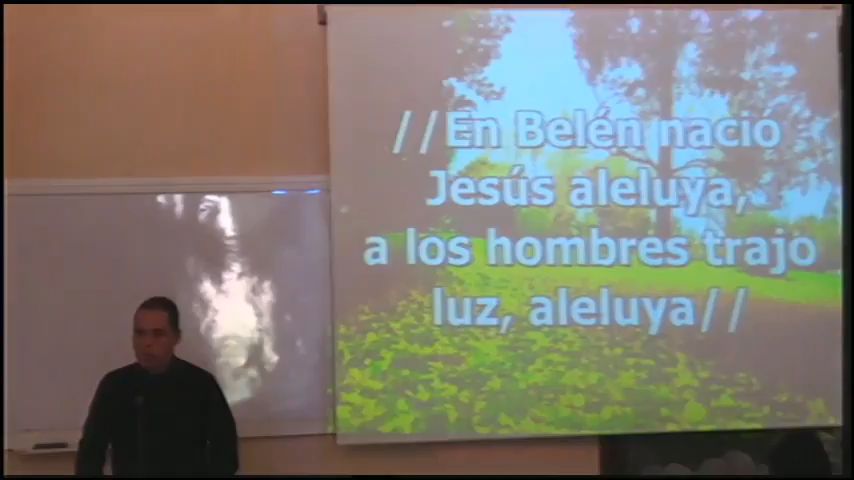 //En Belén nació
Jesús aleluya,
a los hombres trajo
luz, aleluya//